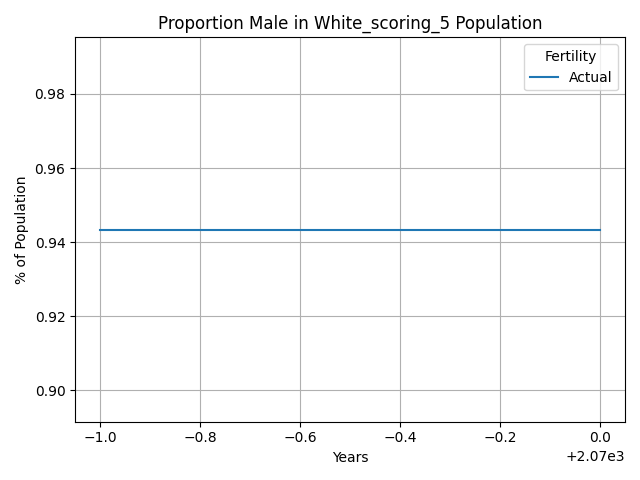 Proportion Male in White_scoring_5 Population
Fertility
Actual
0.98
0.96
0.94
0.92
0.90
% of Population
−1.0
−0.8
−0.6
−0.4
−0.2
0.0
Years
+2.07e3